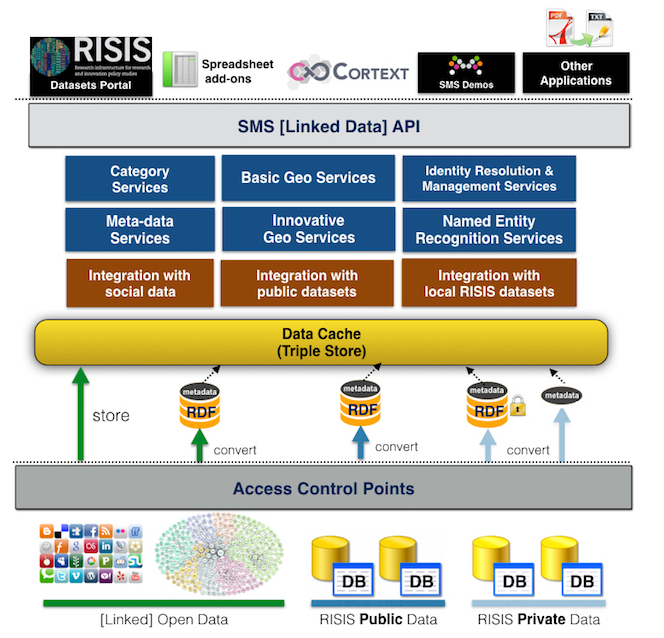 PDF
TXT
RISIS
Research infrastructure for research
and innovation policy studies
Datasets Portal
Spreadsheet
add-ons
CORTEXT
SMS Demos
Other
Applications
SMS [Linked Data] API
Category
Services
Basic Geo Services
Identity Resolution &
Management Services
Meta-data
Services
Innovative
Geo Services
Named Entity
Recognition Services
Integration with
social data
Integration with
public datasets
Integration with
local RISIS datasets
Data Cache
(Triple Store)
metadata
RDF
metadata
RDF
metadata
RDF
metadata
store
convert
convert
convert
Access Control Points
DB
DB
DB
DB
[Linked] Open Data
RISIS Public Data
RISIS Private Data